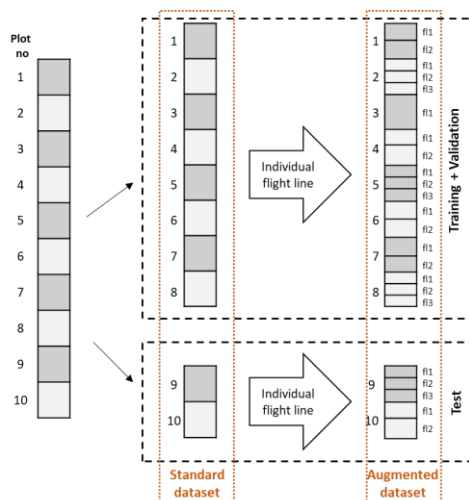 Plot
no
1
2
3
4
5
6
7
8
9
10
1
2
3
4
5
6
7
8
Individual
flight line
1
fl1
fl2
2
fl1
fl2
fl3
3
fl1
4
fl1
fl2
5
fl1
fl2
fl3
6
fl1
fl2
7
fl1
fl2
8
fl1
fl2
fl3
Training + Validation
9
10
Individual
flight line
9
fl1
fl2
fl3
10
fl1
fl2
Test
Standard
dataset
Augmented
dataset